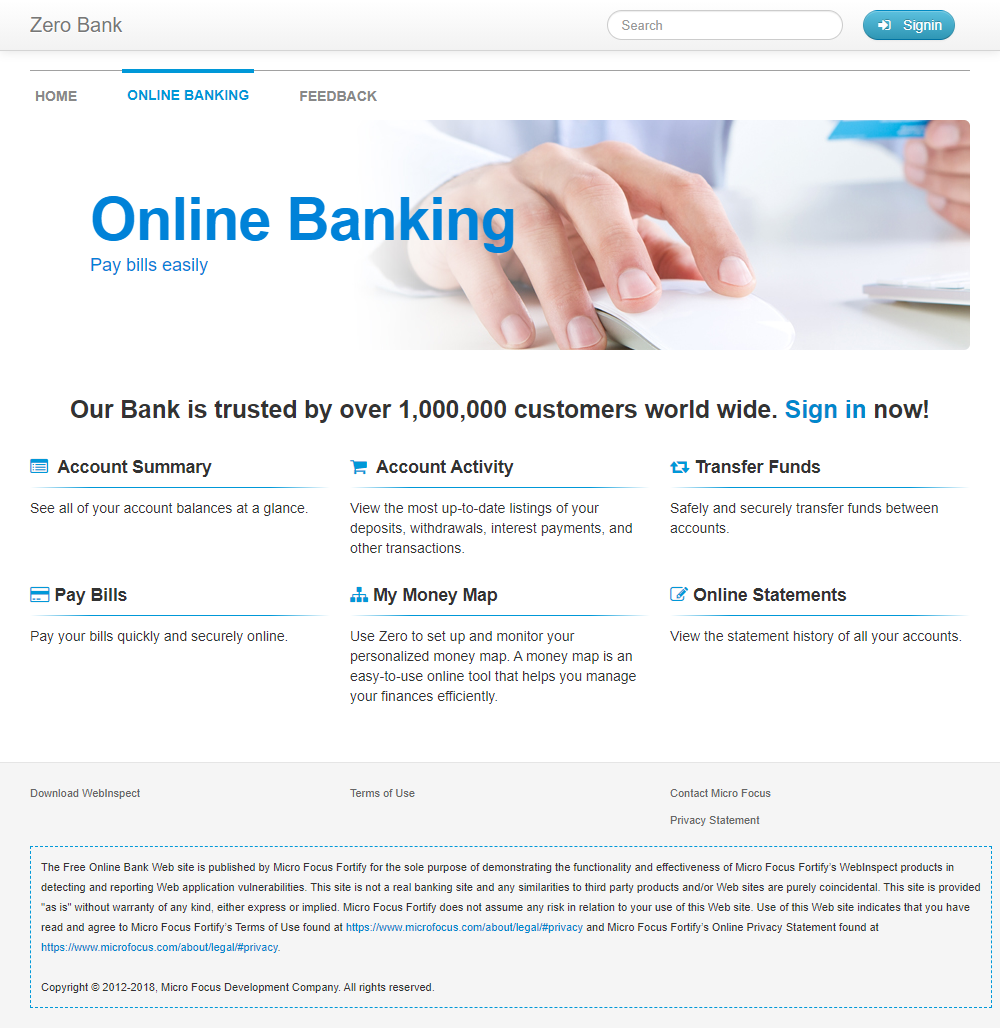 Zero Bank
Search
Signin
HOME
ONLINE BANKING
FEEDBACK
Online Banking
Pay bills easily
Our Bank is trusted by over 1,000,000 customers world wide. Sign in now!
Account Summary
See all of your account balances at a glance.
Account Activity
View the most up-to-date listings of your
deposits, withdrawals, interest payments, and
other transactions.
Transfer Funds
Safely and securely transfer funds between
accounts.
Pay Bills
Pay your bills quickly and securely online.
My Money Map
Use Zero to set up and monitor your
personalized money map. A money map is an
easy-to-use online tool that helps you manage
your finances efficiently.
Online Statements
View the statement history of all your accounts.
Download WebInspect
Terms of Use
Contact Micro Focus
Privacy Statement
The Free Online Bank Web site is published by Micro Focus Fortify for the sole purpose of demonstrating the functionality and effectiveness of Micro Focus Fortify's WebInspect products in
detecting and reporting Web application vulnerabilities. This site is not a real banking site and any similarities to third party products and/or Web sites are purely coincidental. This site is provided
"as is" without warranty of any kind, either express or implied. Micro Focus Fortify does not assume any risk in relation to your use of this Web site. Use of this Web site indicates that you have
read and agree to Micro Focus Fortify's Terms of Use found at https://www.microfocus.com/about/legal/#privacy and Micro Focus Fortify's Online Privacy Statement found at
https://www.microfocus.com/about/legal/#privacy.
Copyright © 2012-2018, Micro Focus Development Company. All rights reserved.